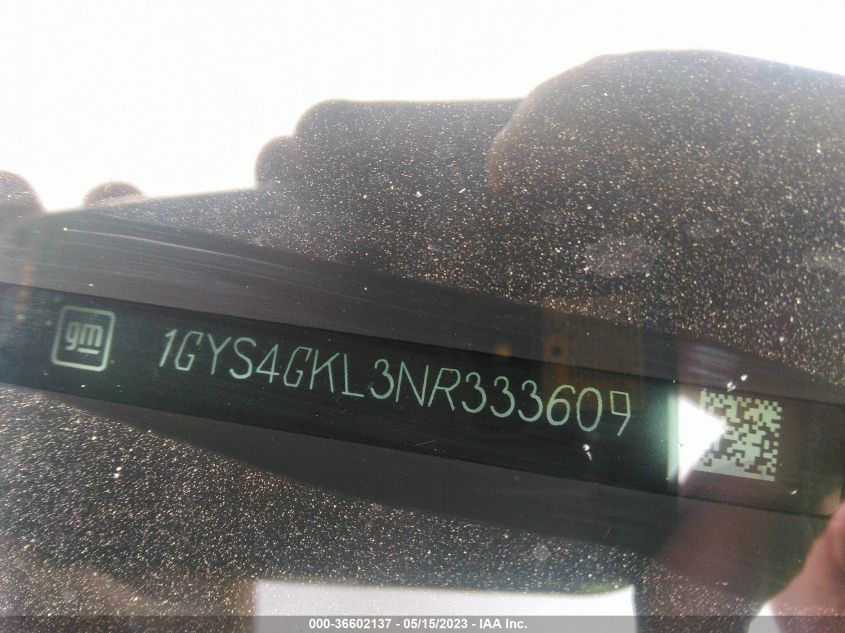 gm 1GYS4GKL3NR333609
000-36602137 - 05/15/2023 - IAA Inc.